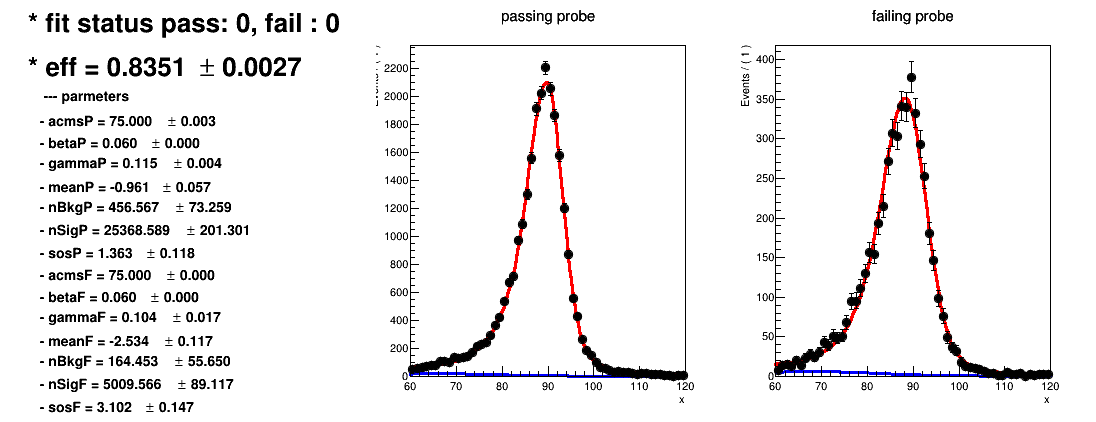 * fit status pass: 0, fail : 0
* eff = 0.8351 ± 0.0027
--- parmeters
- acmsP = 75.000 ± 0.003
- betaP = 0.060 ± 0.000
- gammaP = 0.115 ± 0.004
- meanP = -0.961 ± 0.057
- nBkgP = 456.567 ± 73.259
- nSigP = 25368.589 ± 201.301
- sosP = 1.363 ± 0.118
- acmsF = 75.000 ± 0.000
- betaF = 0.060 ± 0.000
- gammaF = 0.104 ± 0.017
- meanF = -2.534 ± 0.117
- nBkgF = 164.453 ± 55.650
- nSigF = 5009.566 ± 89.117
- sosF = 3.102 ± 0.147
passing probe
2200
2000
1800
1600
1400
1200
1000
800
600
400
200
0
60 70 80 90 100 110 120
x
failing probe
Events / ( 1 )
400
350
300
250
200
150
100
50
0
60 70 80 90 100 110 120
x